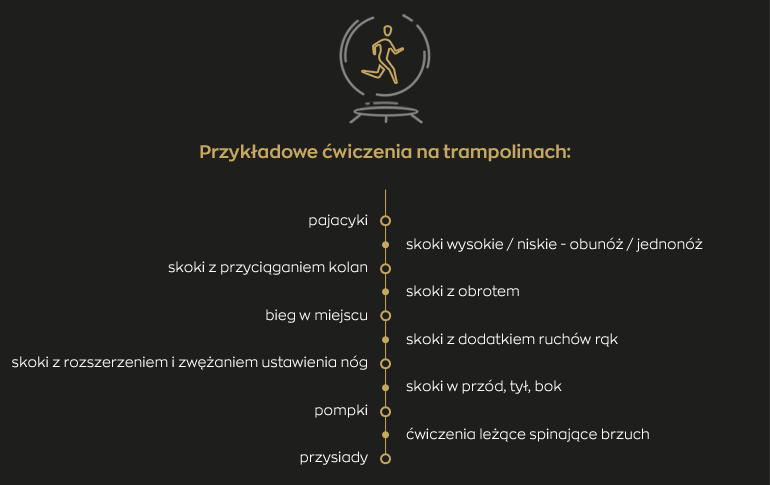 Przykładowe ćwiczenia na trampolinach:
pajacyki
skoki wysokie / niskie - obunóż / jednonóż
skoki z przyciąganiem kolan
skoki z obrotem
bieg w miejscu
skoki z dodatkiem ruchów rąk
skoki z rozszerzeniem i zwężaniem ustawienia nóg
skoki w przód, tył, bok
pompki
ćwiczenia leżące spinające brzuch
przysiady